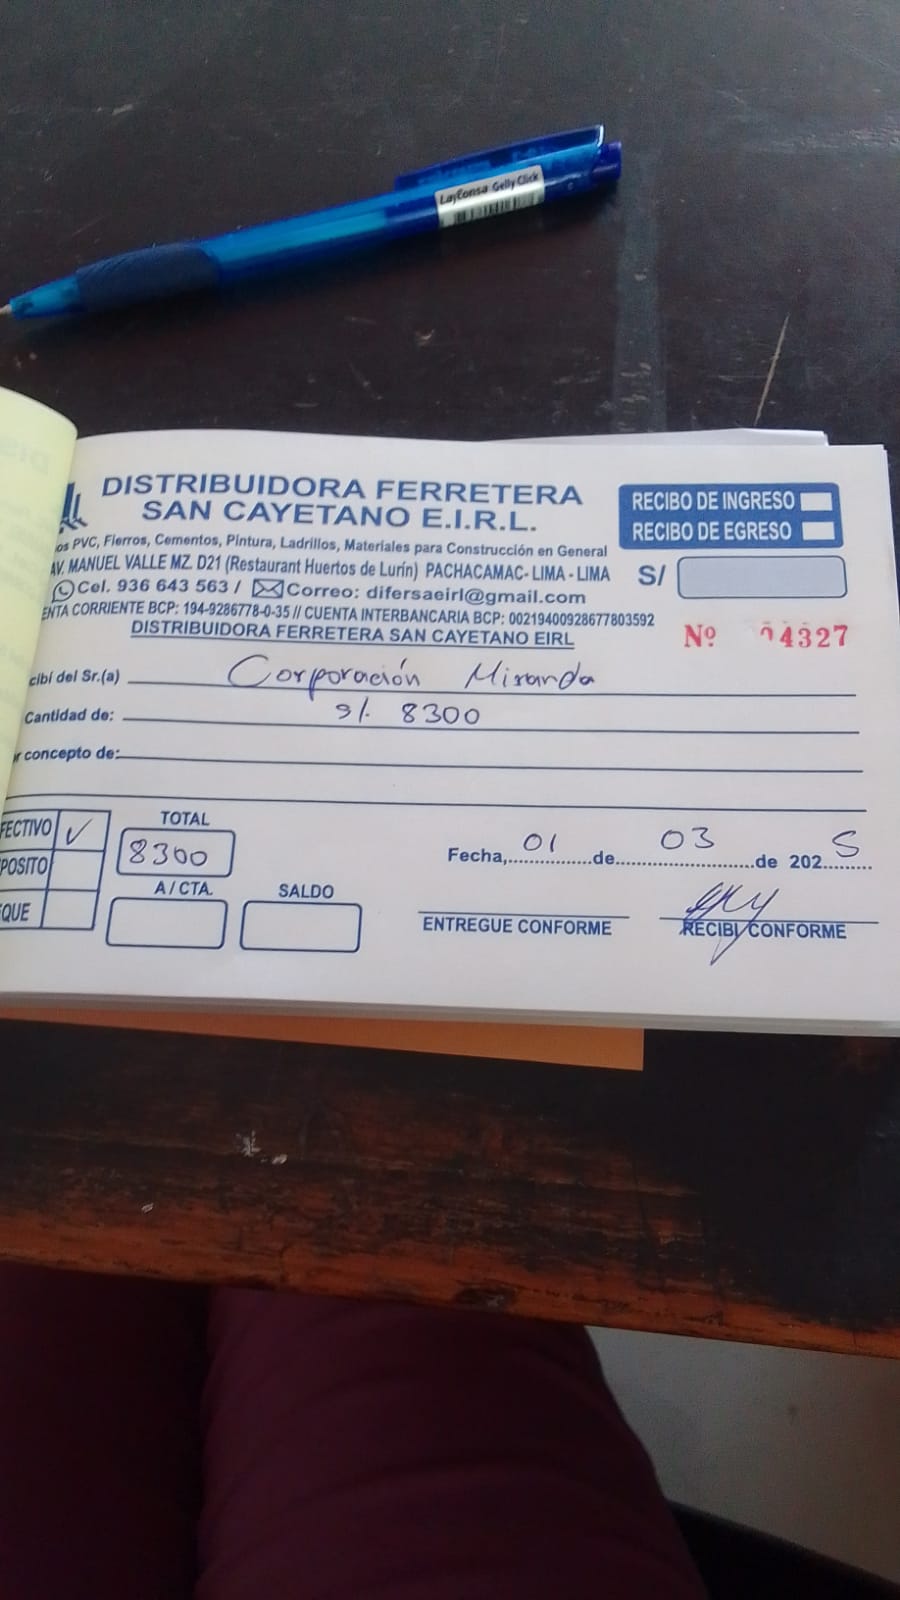 LayConsa Gelly Click
DISTRIBUIDORA FERRETERA
SAN CAYETANO E.I.R.L.
os PVC, Fierros, Cementos, Pintura, Ladrillos, Materiales para Construcción en General
AV. MANUEL VALLE MZ. D21 (Restaurant Huertos de Lurín) PACHACAMAC- LIMA - LIMA
Cel. 936 643 563 / Correo: difersaeirl@gmail.com
ENTA CORRIENTE BCP: 194-9286778-0-35 // CUENTA INTERBANCARIA BCP: 00219400928677803592
DISTRIBUIDORA FERRETERA SAN CAYETANO EIRL
RECIBO DE INGRESO
RECIBO DE EGRESO
S/
Nº 04327
cibí del Sr.(a) Corporación Miranda
Cantidad de: s/. 8300
r concepto de:
FECTIVO ✓
POSITO
QUE
TOTAL
8300
A / CTA.
SALDO
Fecha, 01 de 03 de 2025
ENTREGUE CONFORME
RECIBI CONFORME